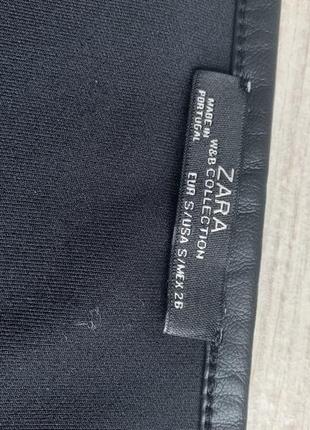 ZARA
W&B COLLECTION
MADE IN
PORTUGAL
EUR S/USA S/MEX 26